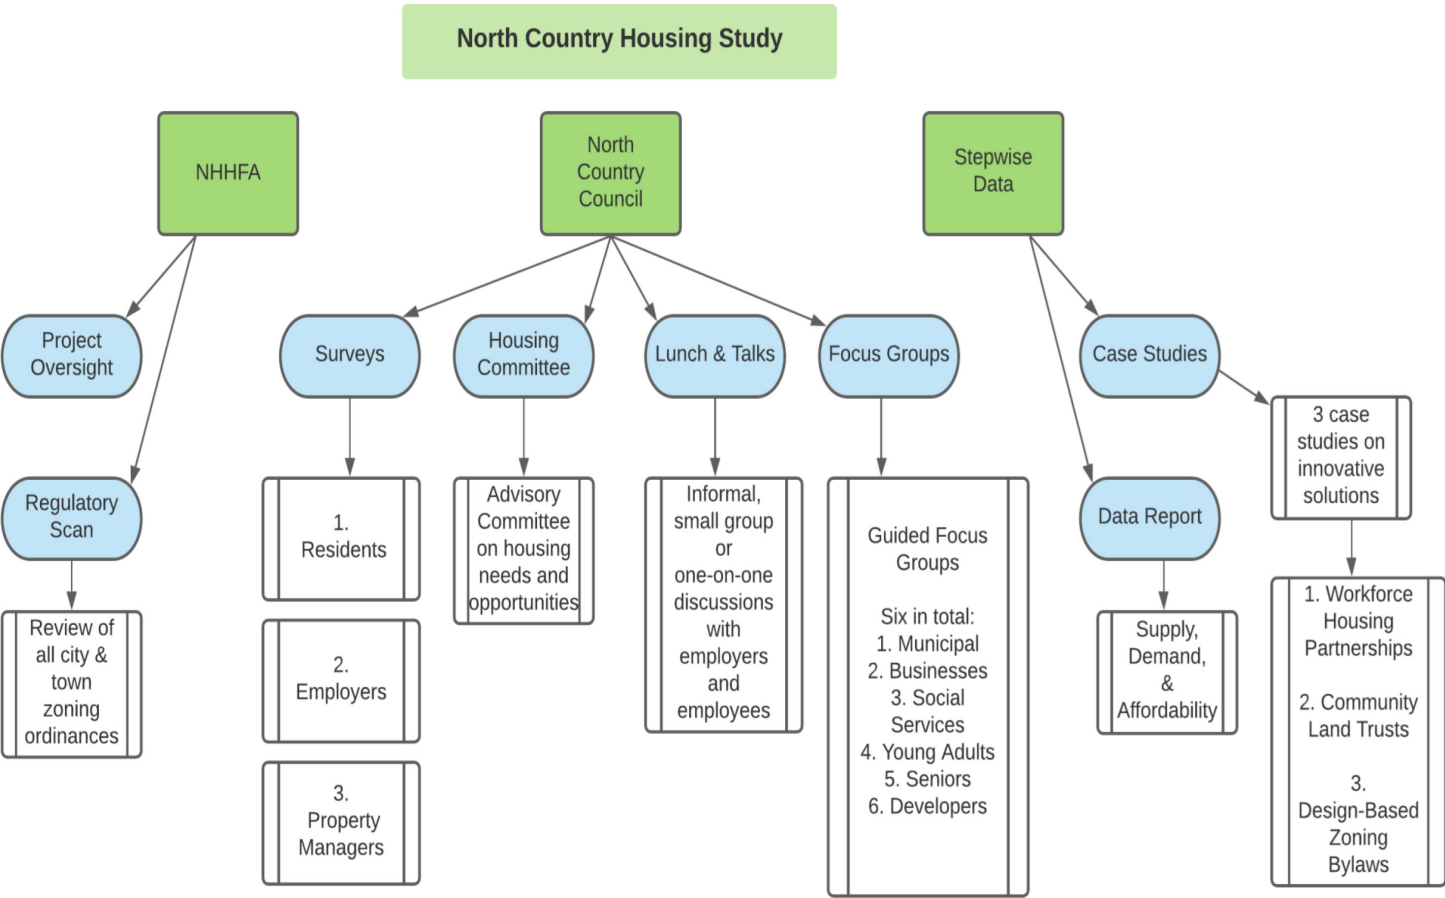 North Country Housing Study
NHHFA
North
Country
Council
Stepwise
Data
Project
Oversight
Surveys
Housing
Committee
Lunch & Talks
Focus Groups
Case Studies
Regulatory
Scan
Review of
all city &
town
zoning
ordinances
1.
Residents
2.
Employers
3.
Property
Managers
Advisory
Committee
on housing
needs and
opportunities
Informal,
small group
or
one-on-one
discussions
with
employers
and
employees
Guided Focus
Groups
Six in total:
1. Municipal
2. Businesses
3. Social
Services
4. Young Adults
5. Seniors
6. Developers
Data Report
Supply,
Demand,
&
Affordability
3 case
studies on
innovative
solutions
1. Workforce
Housing
Partnerships
2. Community
Land Trusts
3.
Design-Based
Zoning
Bylaws